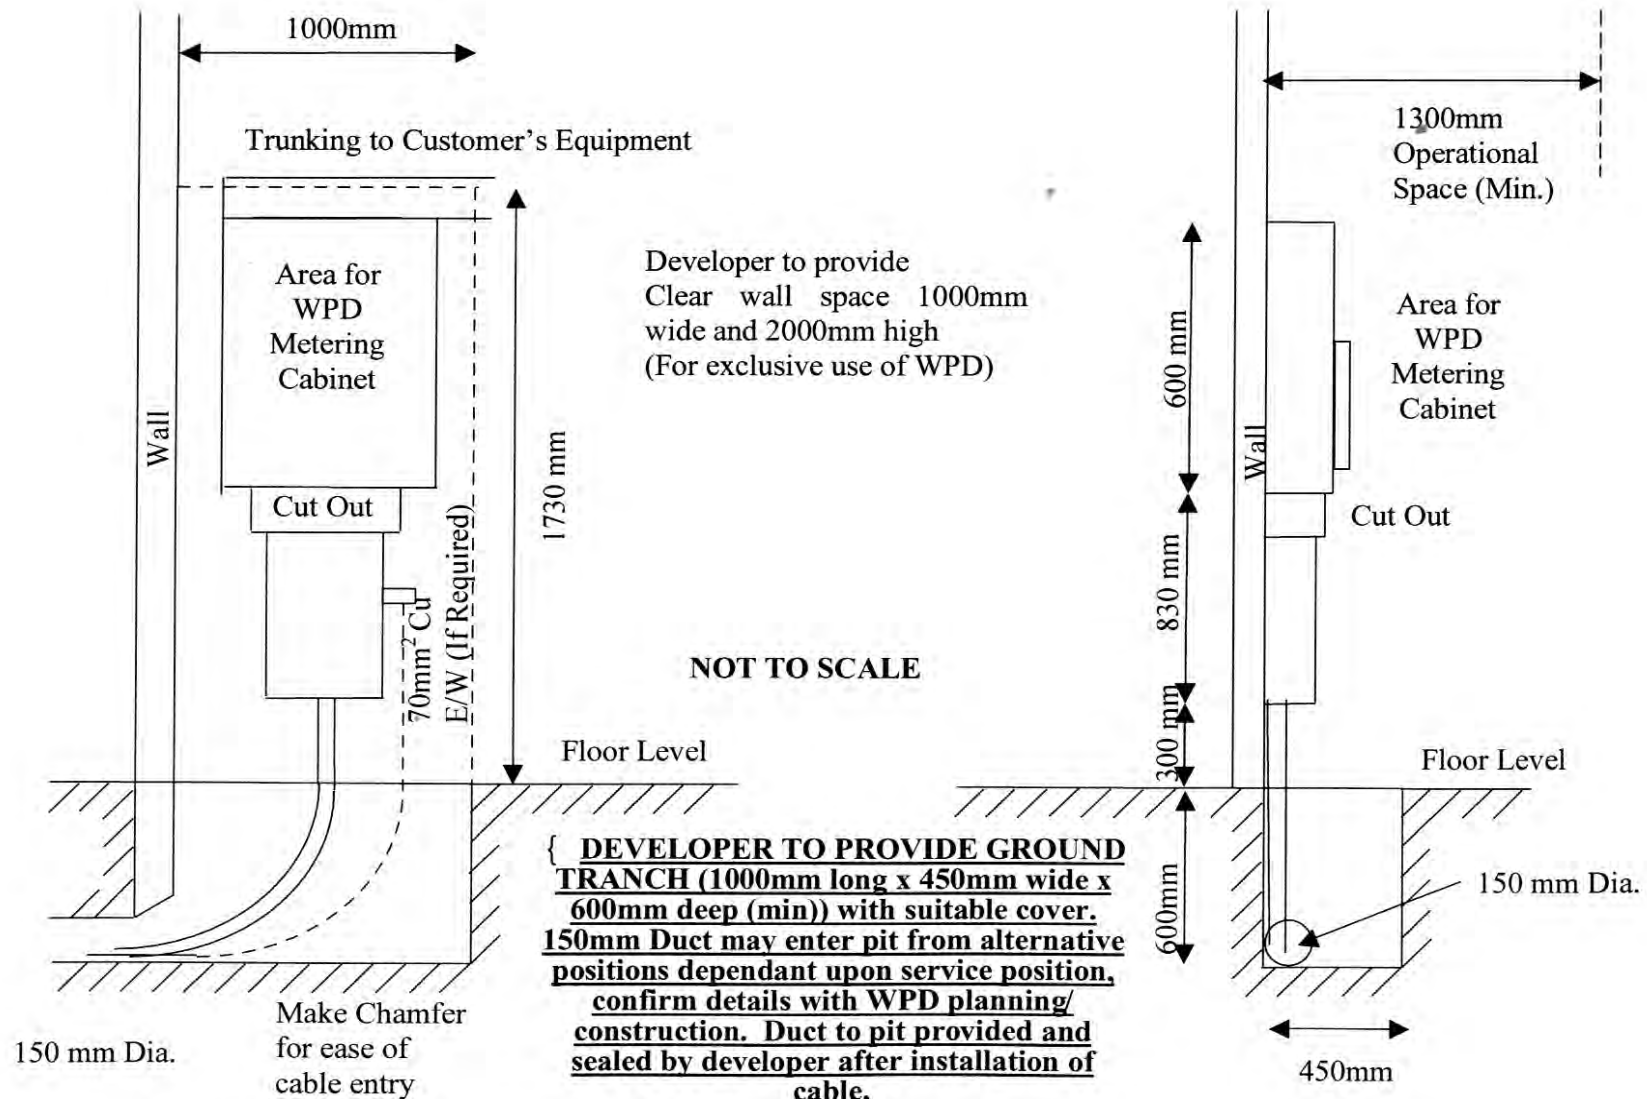 1000mm
Trunking to Customer's Equipment
Area for
WPD
Metering
Cabinet
Wall
Cut Out
70mm² Cu
E/W (If Required)
1730 mm
Developer to provide
Clear wall space 1000mm
wide and 2000mm high
(For exclusive use of WPD)
NOT TO SCALE
Floor Level
{ DEVELOPER TO PROVIDE GROUND
TRANCH (1000mm long x 450mm wide x
600mm deep (min)) with suitable cover.
150mm Duct may enter pit from alternative
positions dependant upon service position,
confirm details with WPD planning/
construction. Duct to pit provided and
sealed by developer after installation of
cable.
150 mm Dia.
Make Chamfer
for ease of
cable entry
1300mm
Operational
Space (Min.)
600 mm
Wall
Area for
WPD
Metering
Cabinet
Cut Out
830 mm
300 mm
Floor Level
600mm
150 mm Dia.
450mm